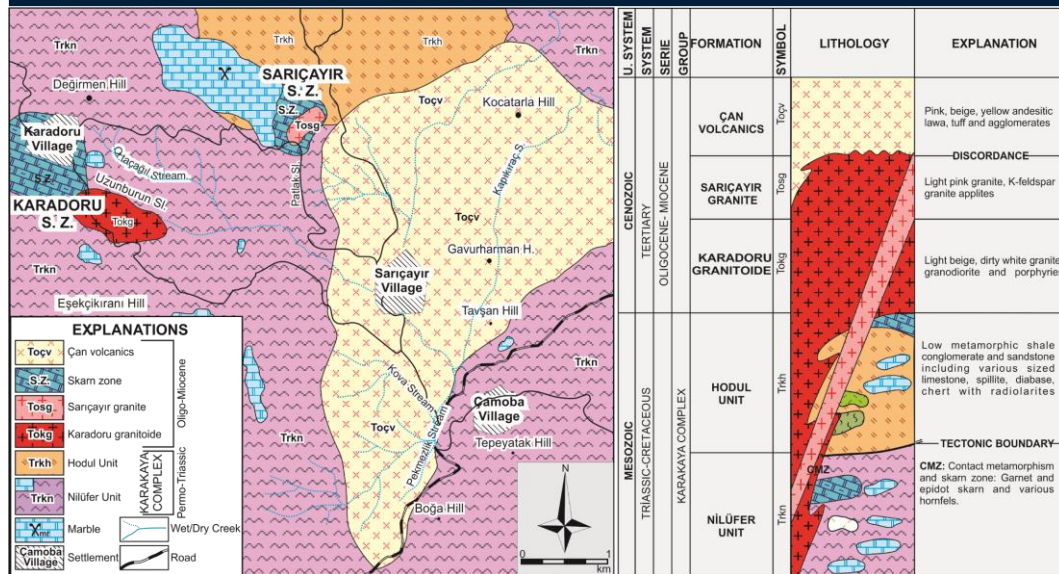 Trkn
Trkh
Trkh
Trkn
Değirmen Hill
SARIÇAYIR
S. Z.
S.Z.
Tosg
Toçv
Kocatarla Hill
Karadoru
Village
S.Z.
Ortaçağıl Stream
Patlak Sl.
Kapıkıraç S.
Uzunburun Sl.
KARADORU
S. Z.
Tokg
Trkn
Toçv
Gavurharman H.
Sarıçayır
Village
Tavşan Hill
Eşekçikıranı Hill
Trkn
Kova Stream
Çamoba
Village
Toçv
Pekmezlik Stream
Tepeyatak Hill
Trkn
Boğa Hill
N
0 1
km
EXPLANATIONS
Toçv Çan volcanics
S.Z. Skarn zone
Tosg Sarıçayır granite
Tokg Karadoru granitoide
Oligo-Miocene
Trkh Hodul Unit
Trkn Nilüfer Unit
KARAKAYA
COMPLEX
Permo-Triassic
mr Marble
Wet/Dry Creek
Çamoba
Village
Settlement
Road
U. SYSTEM
SYSTEM
SERIE
GROUP
FORMATION
SYMBOL
LITHOLOGY
EXPLANATION
CENOZOIC
TERTIARY
OLIGOCENE- MIOCENE
MESOZOIC
TRİASSIC-CRETACEOUS
KARAKAYA COMPLEX
ÇAN
VOLCANICS
Toçv
Pink, beige, yellow andesitic
lawa, tuff and agglomerates
DISCORDANCE
SARIÇAYIR
GRANITE
Tosg
Light pink granite, K-feldspar
granite applites
KARADORU
GRANITOIDE
Tokg
Light beige, dirty white granite
granodiorite and porphyries
HODUL
UNIT
Trkh
Low metamorphic shale
conglomerate and sandstone
including various sized
limestone, spillite, diabase,
chert with radiolarites
TECTONIC BOUNDARY
NİLÜFER
UNIT
Trkn
CMZ
CMZ: Contact metamorphism
and skarn zone: Garnet and
epidot skarn and various
hornfels.